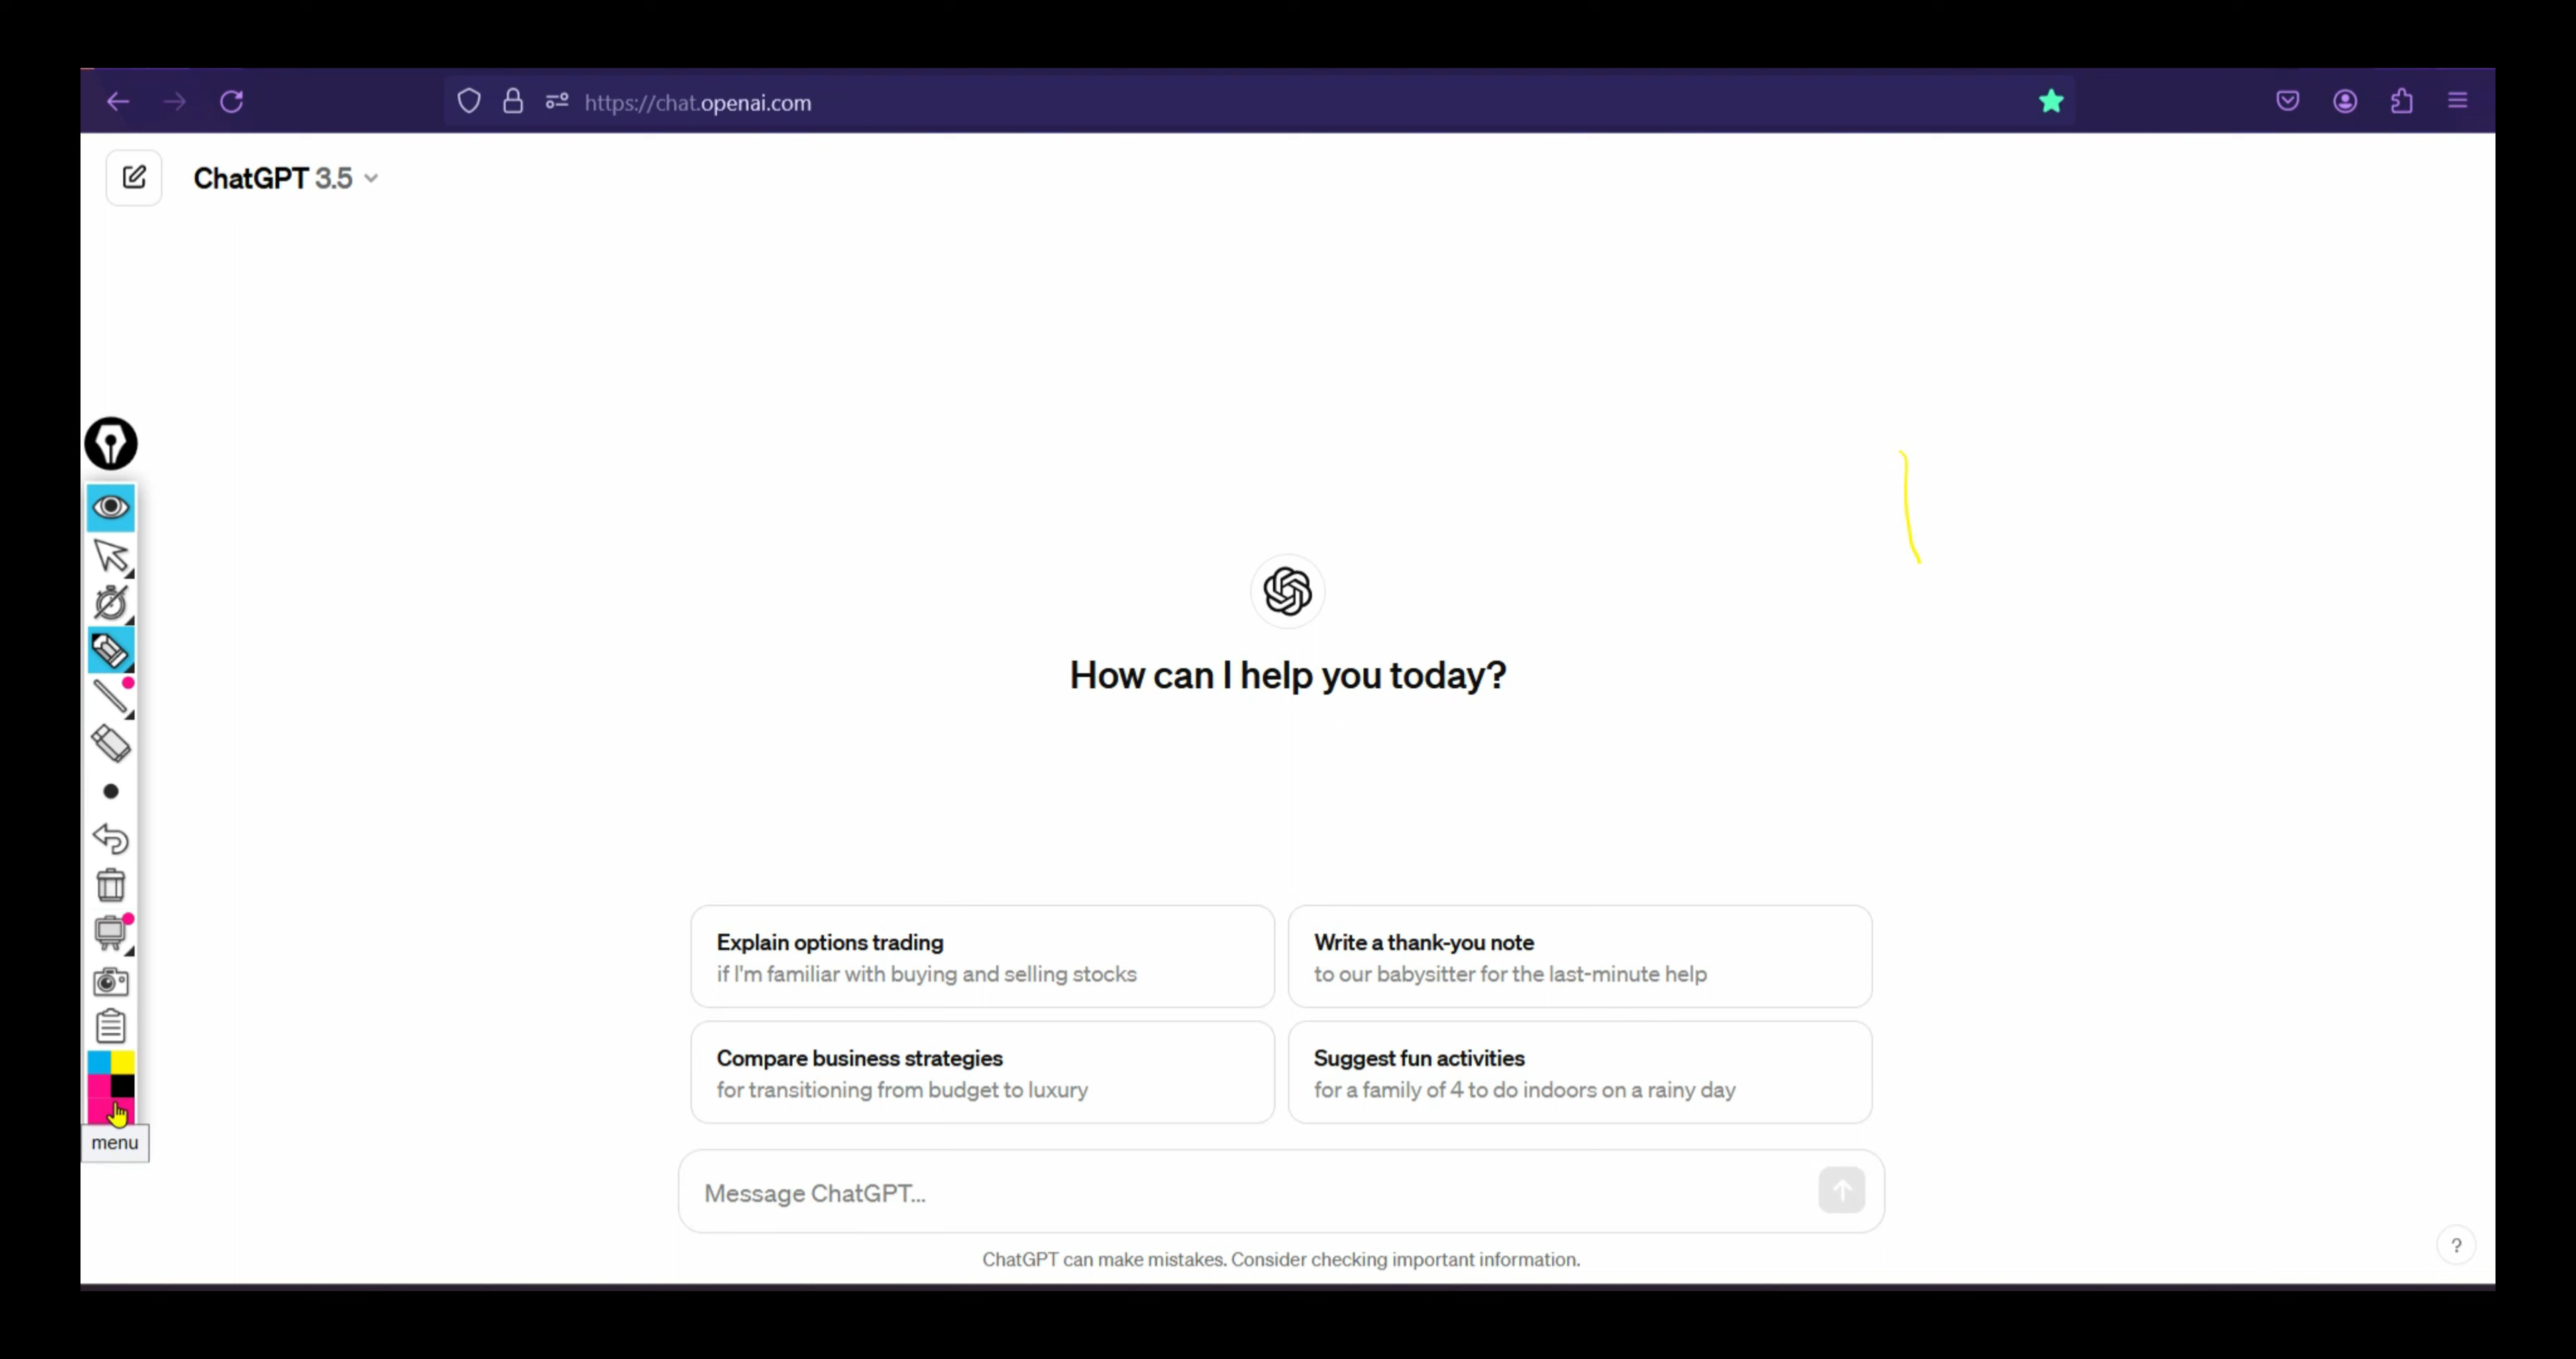 https://chat.openai.com
ChatGPT 3.5
How can I help you today?
Explain options trading
if I'm familiar with buying and selling stocks
Write a thank-you note
to our babysitter for the last-minute help
Compare business strategies
for transitioning from budget to luxury
Suggest fun activities
for a family of 4 to do indoors on a rainy day
menu
Message ChatGPT...
ChatGPT can make mistakes. Consider checking important information.
?